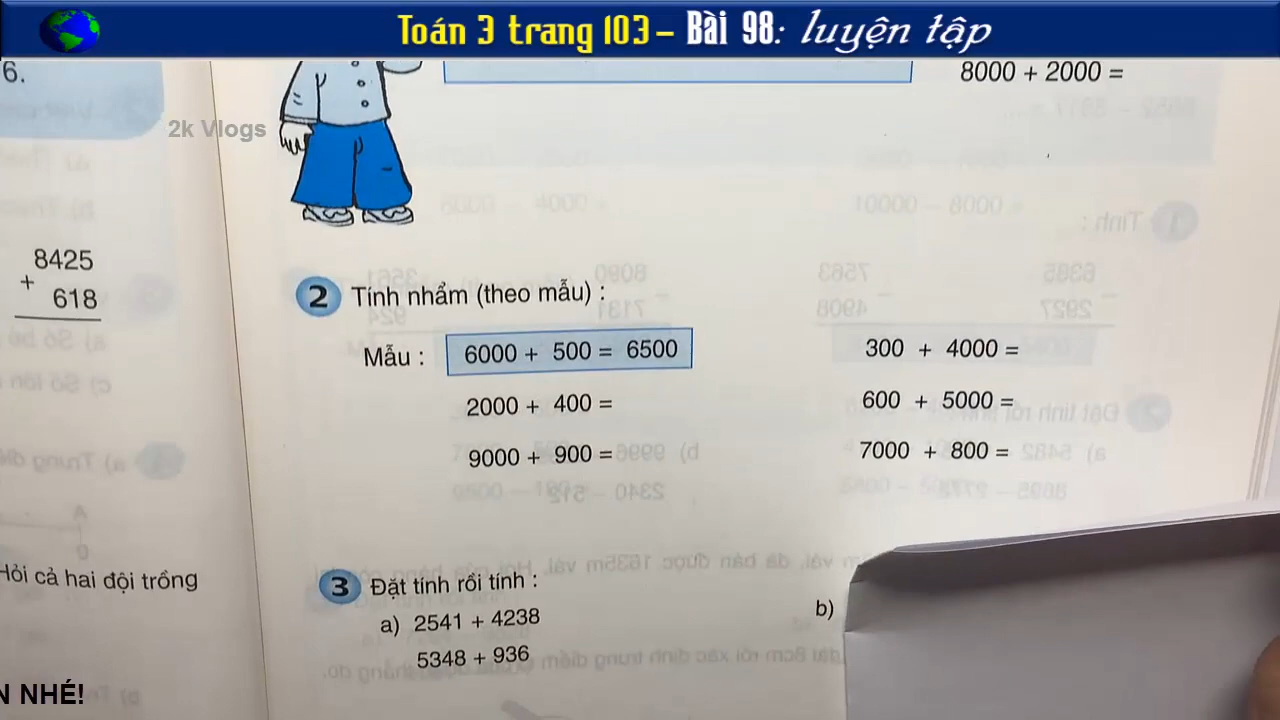 Toán 3 trang 103 – Bài 98: luyện tập
6.
8000 + 2000 =
2k Vlogs
8425
+
618
2 Tính nhẩm (theo mẫu) :
Mẫu : 6000 + 500 = 6500
300 + 4000 =
2000 + 400 =
600 + 5000 =
9000 + 900 =
7000 + 800 =
Hỏi cả hai đội trồng
3 Đặt tính rồi tính :
a) 2541 + 4238
b)
5348 + 936
N NHÉ!